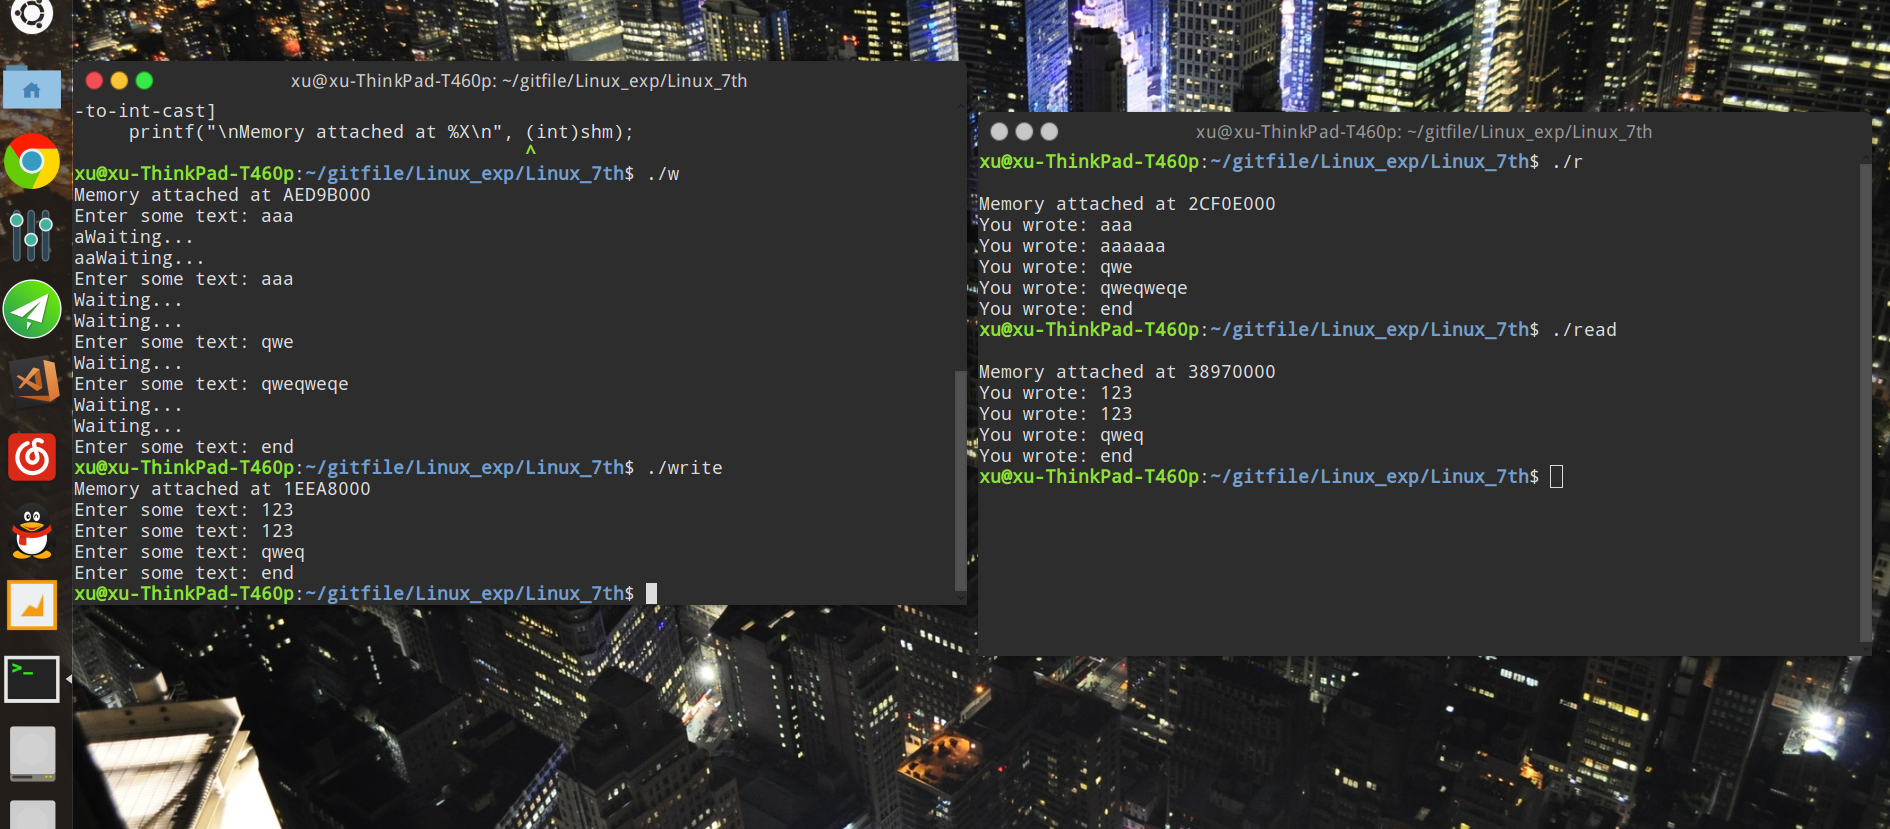 xu@xu-ThinkPad-T460p: ~/gitfile/Linux_exp/Linux_7th
-to-int-cast]
     printf("\nMemory attached at %X\n", (int)shm);
                                         ^
xu@xu-ThinkPad-T460p:~/gitfile/Linux_exp/Linux_7th$ ./w
Memory attached at AED9B000
Enter some text: aaa
aWaiting...
aaWaiting...
Enter some text: aaa
Waiting...
Waiting...
Enter some text: qwe
Waiting...
Enter some text: qweqweqe
Waiting...
Waiting...
Enter some text: end
xu@xu-ThinkPad-T460p:~/gitfile/Linux_exp/Linux_7th$ ./write
Memory attached at 1EEA8000
Enter some text: 123
Enter some text: 123
Enter some text: qweq
Enter some text: end
xu@xu-ThinkPad-T460p:~/gitfile/Linux_exp/Linux_7th$
xu@xu-ThinkPad-T460p: ~/gitfile/Linux_exp/Linux_7th
xu@xu-ThinkPad-T460p:~/gitfile/Linux_exp/Linux_7th$ ./r
Memory attached at 2CF0E000
You wrote: aaa
You wrote: aaaaaa
You wrote: qwe
You wrote: qweqweqe
You wrote: end
xu@xu-ThinkPad-T460p:~/gitfile/Linux_exp/Linux_7th$ ./read
Memory attached at 38970000
You wrote: 123
You wrote: 123
You wrote: qweq
You wrote: end
xu@xu-ThinkPad-T460p:~/gitfile/Linux_exp/Linux_7th$